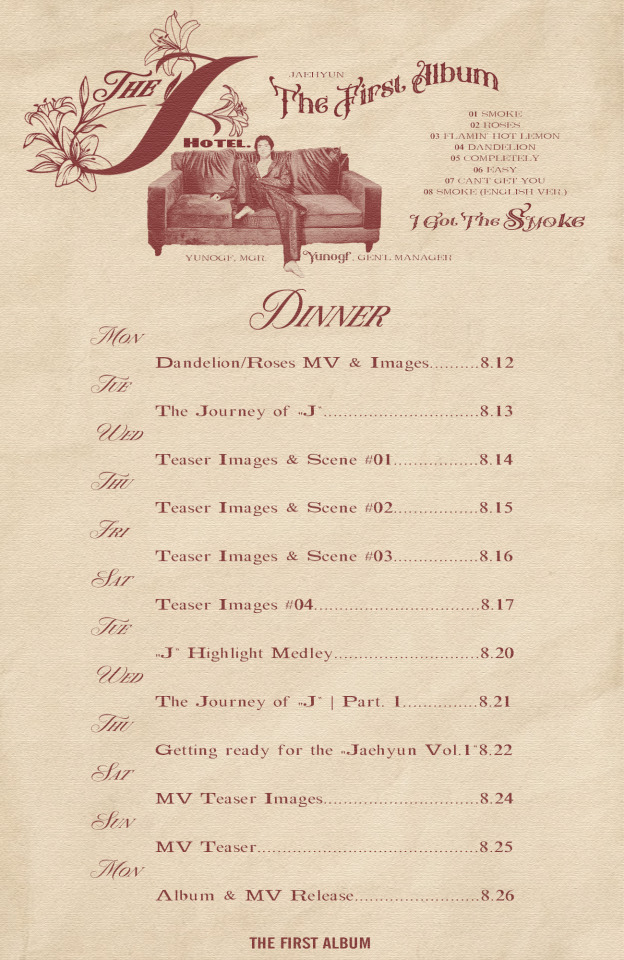 THE J
HOTEL.
JAEHYUN
The First Album
01 SMOKE
02 ROSES
03 FLAMIN' HOT LEMON
04 DANDELION
05 COMPLETELY
06 EASY
07 CAN'T GET YOU
08 SMOKE (ENGLISH VER.)
I Got The Smoke
YUNOGF, MGR. Yunogf, GEN'L MANAGER
DINNER
MON
Dandelion/Roses MV & Images..........8.12
TUE
The Journey of „J“................................8.13
WED
Teaser Images & Scene #01.................8.14
THU
Teaser Images & Scene #02.................8.15
FRI
Teaser Images & Scene #03.................8.16
SAT
Teaser Images #04..................................8.17
TUE
„J“ Highlight Medley..............................8.20
WED
The Journey of „J“ | Part. 1...............8.21
THU
Getting ready for the „Jaehyun Vol.1“8.22
SAT
MV Teaser Images................................8.24
SUN
MV Teaser.............................................8.25
MON
Album & MV Release.........................8.26
THE FIRST ALBUM